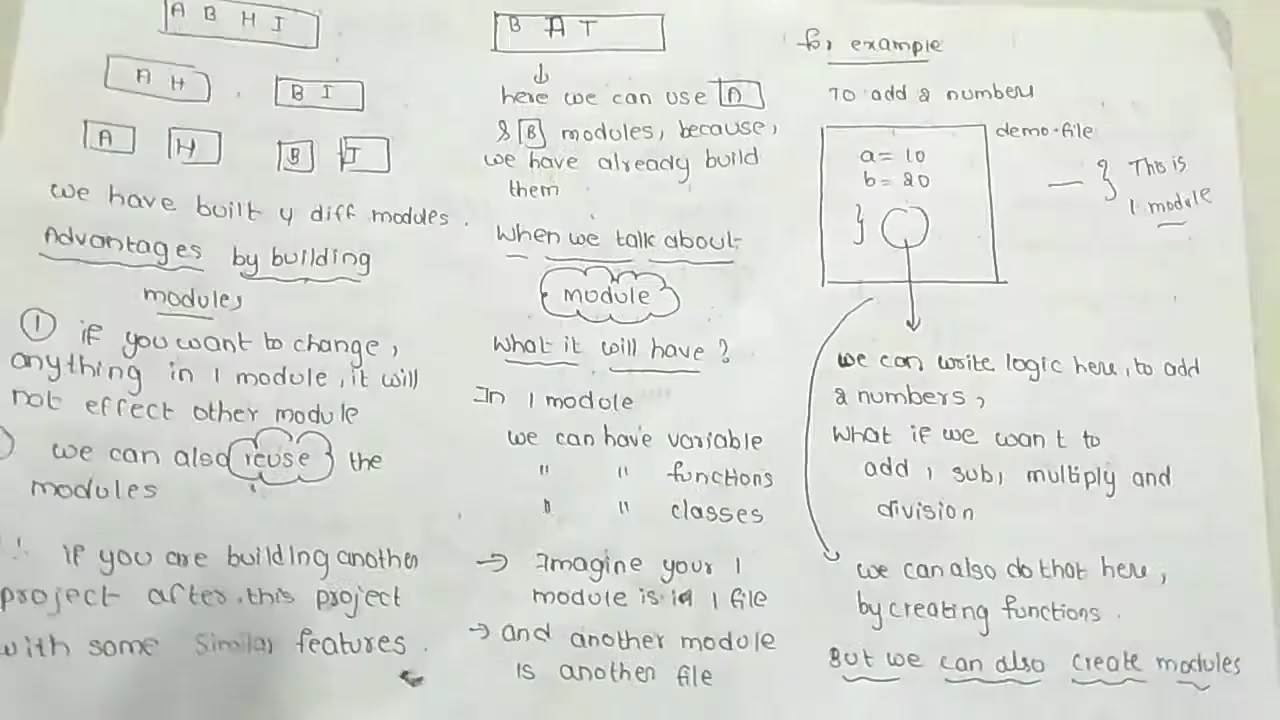 A B H I
A H , B I
A H B I
we have built 4 diff modules.
Advantages by building
modules
① if you want to change,
anything in 1 module, it will
not effect other module
we can also reuse the
modules
if you are building another
project after this project
with some similar features.
B A T
here we can use A
& B modules, because,
we have already build
them
When we talk about
module
What it will have ?
In 1 module
we can have variable
" " functions
" " classes
→ Imagine your 1
module is in 1 file
→ and another module
is another file
for example
To add 2 numbers
demo-file
a = 10
b = 20
} This is
1 module
we can write logic here, to add
2 numbers,
What if we want to
add, sub, multiply and
division
we can also do that here,
by creating functions.
But we can also create modules